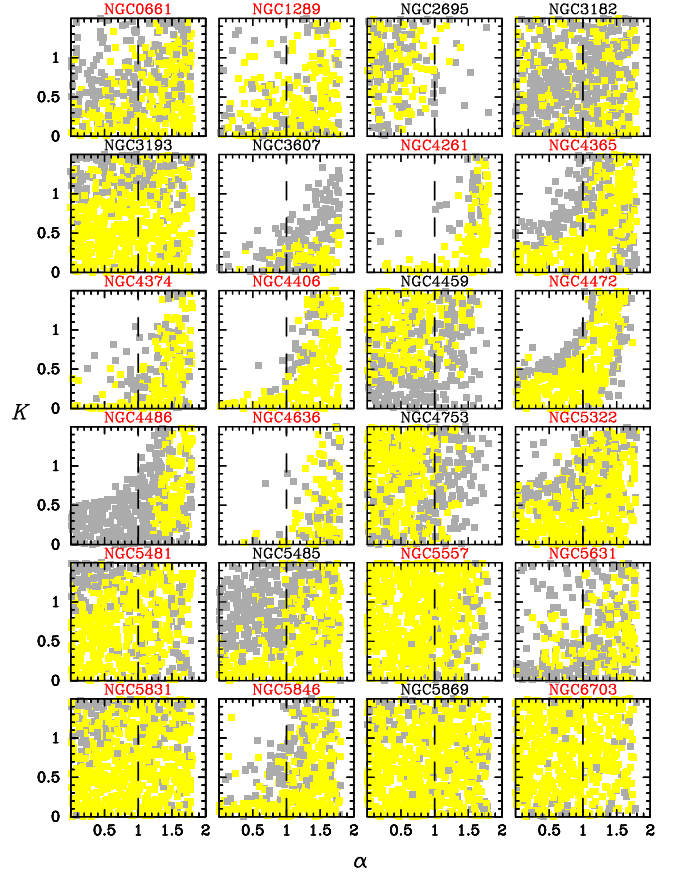 NGC0661 NGC1289 NGC2695 NGC3182
1
0.5
0
NGC3193 NGC3607 NGC4261 NGC4365
1
0.5
0
NGC4374 NGC4406 NGC4459 NGC4472
1
0.5
0
K
NGC4486 NGC4636 NGC4753 NGC5322
1
0.5
0
NGC5481 NGC5485 NGC5557 NGC5631
1
0.5
0
NGC5831 NGC5846 NGC5869 NGC6703
1
0.5
0
0.5 1 1.5 2 0.5 1 1.5 2 0.5 1 1.5 2 0.5 1 1.5 2
α